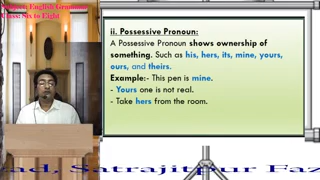 Subject: English Grammar
Class: Six to Eight
ii. Possessive Pronoun:
A Possessive Pronoun shows ownership of
something. Such as his, hers, its, mine, yours,
ours, and theirs.
Example:- This pen is mine.
- Yours one is not real.
- Take hers from the room.
ad, Satrajitpur Faz